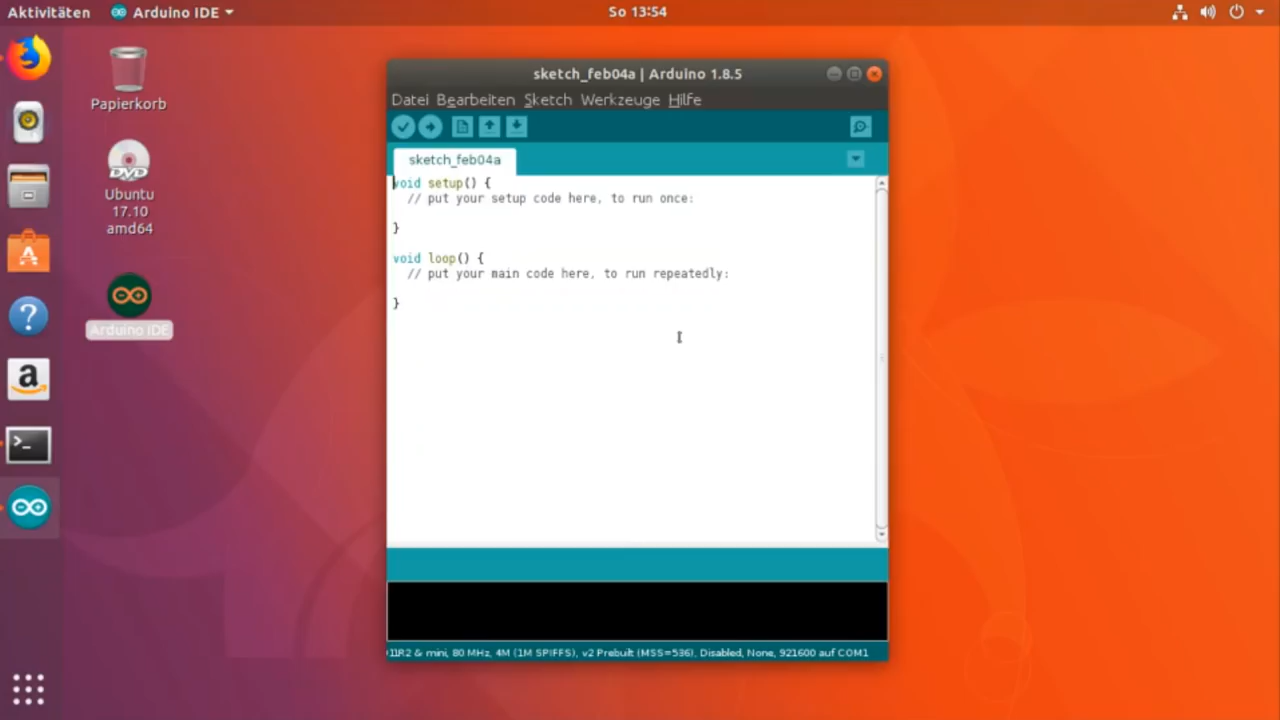 Aktivitäten
Arduino IDE
So 13:54
Papierkorb
DVD
Ubuntu
17.10
amd64
Arduino IDE
sketch_feb04a | Arduino 1.8.5
Datei Bearbeiten Sketch Werkzeuge Hilfe
sketch_feb04a
void setup() {
// put your setup code here, to run once:
}
void loop() {
// put your main code here, to run repeatedly:
}
& mini, 80 MHz, 4M (1M SPIFFS), v2 Prebuilt (MSS=536), Disabled, None, 921600 auf COM1